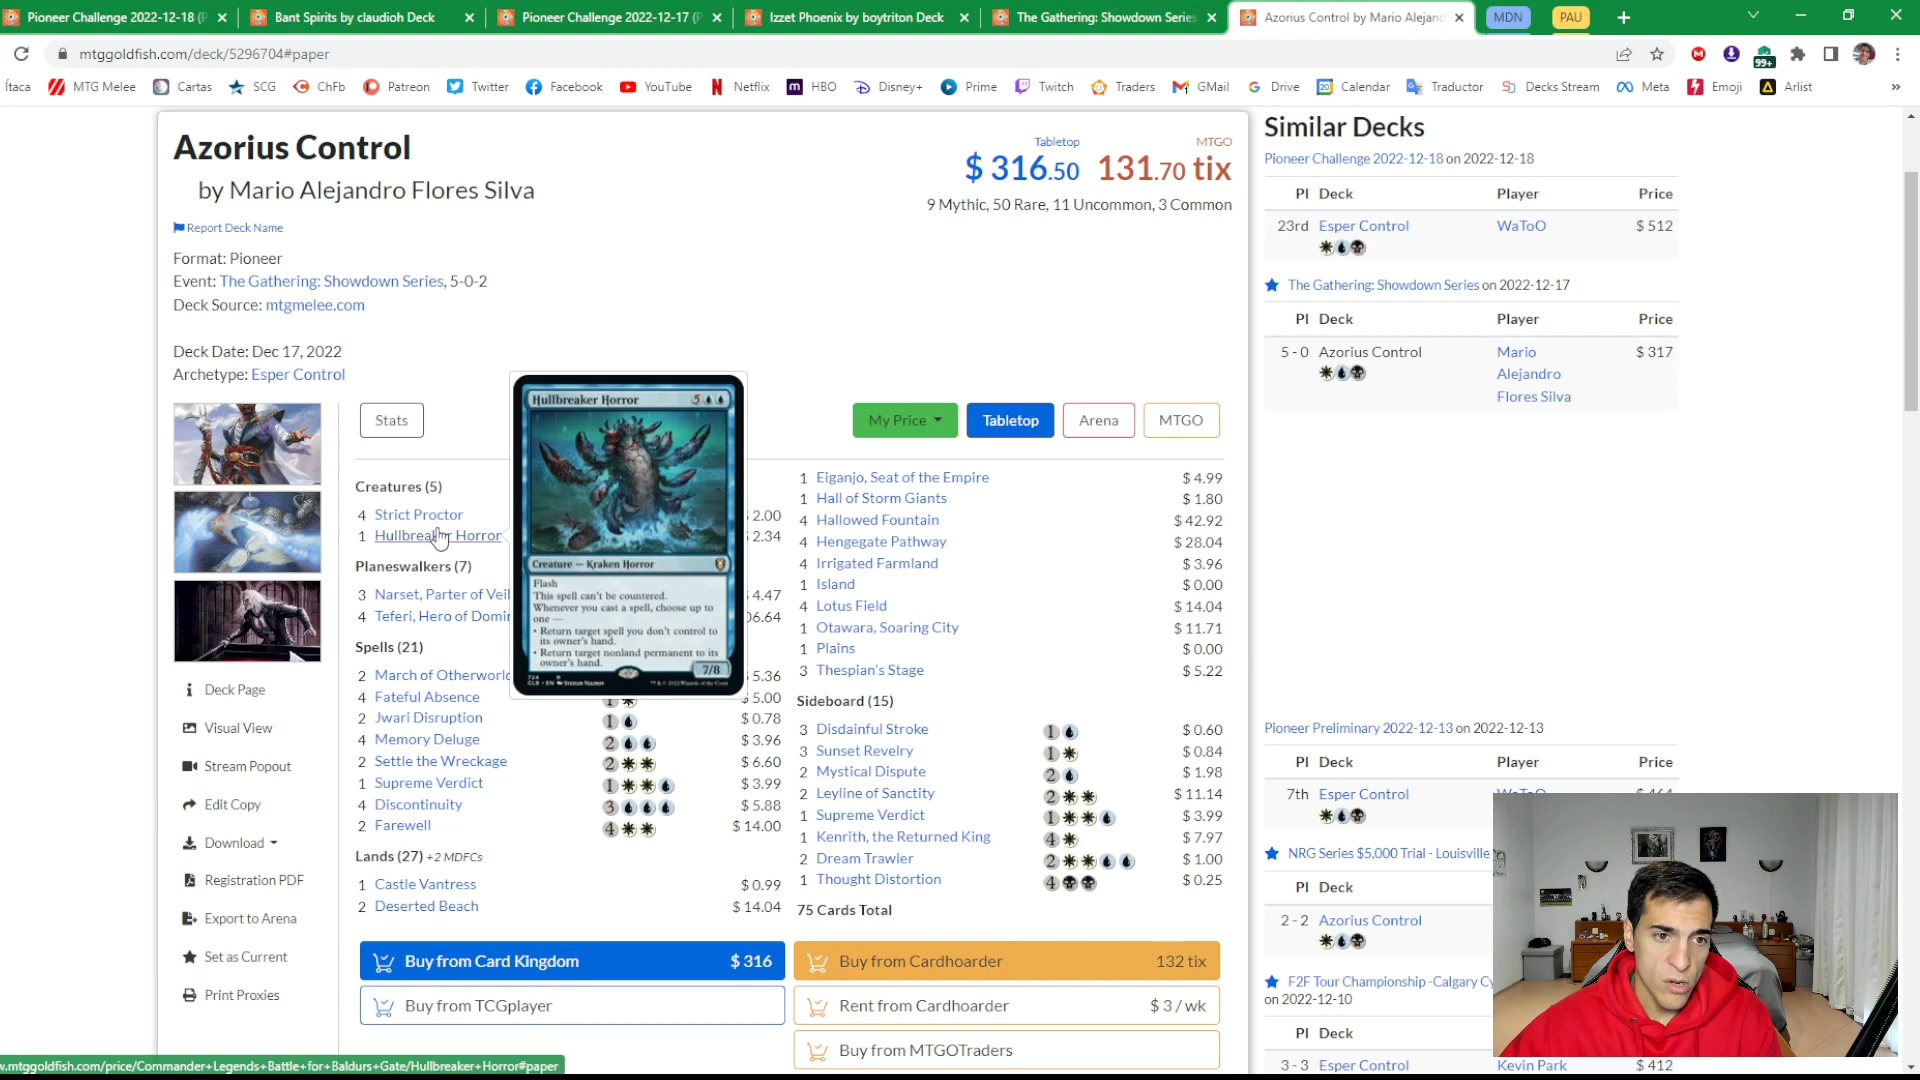 Pioneer Challenge 2022-12-18 (P
Bant Spirits by claudioh Deck
Pioneer Challenge 2022-12-17 (P
Izzet Phoenix by boytriton Deck
The Gathering: Showdown Series
Azorius Control by Mario Alejand
MDN
PAU
mtggoldfish.com/deck/5296704#paper
99+
Ítaca
MTG Melee
Cartas
SCG
ChFb
Patreon
Twitter
Facebook
YouTube
Netflix
HBO
Disney+
Prime
Twitch
Traders
GMail
Drive
Calendar
Traductor
Decks Stream
Meta
Emoji
Arlist
»
Azorius Control
by Mario Alejandro Flores Silva
Tabletop
$ 316.50
MTGO
131.70 tix
9 Mythic, 50 Rare, 11 Uncommon, 3 Common
Report Deck Name
Format: Pioneer
Event: The Gathering: Showdown Series, 5-0-2
Deck Source: mtgmelee.com
Deck Date: Dec 17, 2022
Archetype: Esper Control
Stats
My Price
Tabletop
Arena
MTGO
Creatures (5)
4 Strict Proctor 2.00
1 Hullbreaker Horror 2.34
Planeswalkers (7)
3 Narset, Parter of Veil 4.47
4 Teferi, Hero of Domin 06.64
Spells (21)
2 March of Otherworld 5.36
4 Fateful Absence $ 5.00
2 Jwari Disruption 1 $ 0.78
4 Memory Deluge 2 $ 3.96
2 Settle the Wreckage 2 $ 6.60
1 Supreme Verdict 1 $ 3.99
4 Discontinuity 3 $ 5.88
2 Farewell 4 $ 14.00
Lands (27) +2 MDFCs
1 Castle Vantress $ 0.99
2 Deserted Beach $ 14.04
Hullbreaker Horror 5
Creature — Kraken Horror
Flash
This spell can't be countered.
Whenever you cast a spell, choose up to
one —
• Return target spell you don't control to
its owner's hand.
• Return target nonland permanent to its
owner's hand.
7/8
1 Eiganjo, Seat of the Empire $ 4.99
1 Hall of Storm Giants $ 1.80
4 Hallowed Fountain $ 42.92
4 Hengegate Pathway $ 28.04
4 Irrigated Farmland $ 3.96
1 Island $ 0.00
4 Lotus Field $ 14.04
1 Otawara, Soaring City $ 11.71
1 Plains $ 0.00
3 Thespian's Stage $ 5.22
Sideboard (15)
3 Disdainful Stroke 1 $ 0.60
3 Sunset Revelry 1 $ 0.84
2 Mystical Dispute 2 $ 1.98
2 Leyline of Sanctity 2 $ 11.14
1 Supreme Verdict 1 $ 3.99
1 Kenrith, the Returned King 4 $ 7.97
2 Dream Trawler 2 $ 1.00
1 Thought Distortion 4 $ 0.25
75 Cards Total
Deck Page
Visual View
Stream Popout
Edit Copy
Download
Registration PDF
Export to Arena
Set as Current
Print Proxies
Buy from Card Kingdom $ 316
Buy from TCGplayer
Buy from Cardhoarder 132 tix
Rent from Cardhoarder $ 3 / wk
Buy from MTGOTraders
Similar Decks
Pioneer Challenge 2022-12-18 on 2022-12-18
Pl Deck Player Price
23rd Esper Control WaToO $ 512
The Gathering: Showdown Series on 2022-12-17
Pl Deck Player Price
5 - 0 Azorius Control Mario $ 317
Alejandro
Flores Silva
Pioneer Preliminary 2022-12-13 on 2022-12-13
Pl Deck Player Price
7th Esper Control
NRG Series $5,000 Trial - Louisville
Pl Deck
2 - 2 Azorius Control
F2F Tour Championship -Calgary Cy
on 2022-12-10
Pl Deck
3 - 3 Esper Control Kevin Park $ 412
w.mtggoldfish.com/price/Commander+Legends+Battle+for+Baldurs+Gate/Hullbreaker+Horror#paper